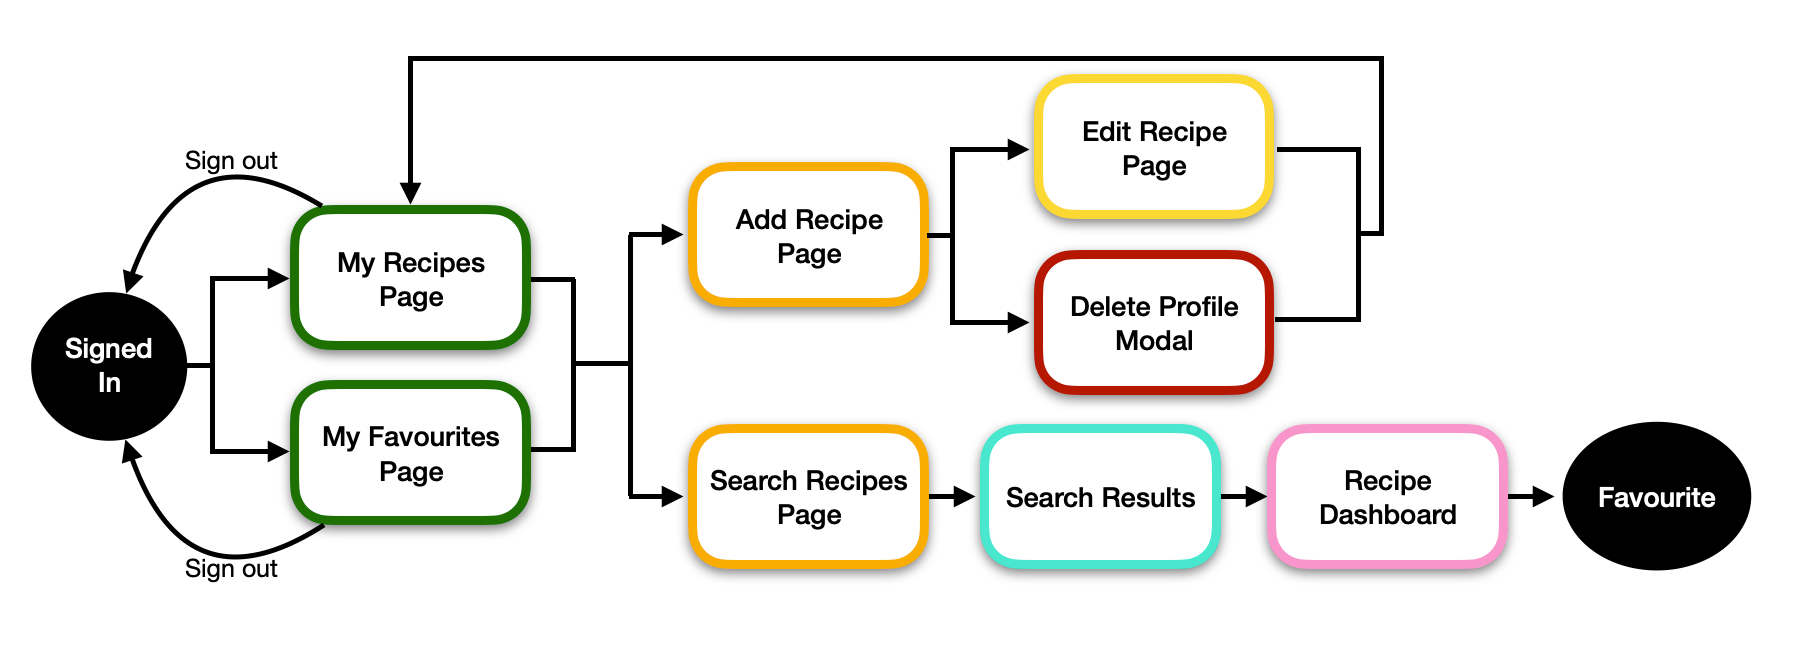 Sign out
Signed
In
My Recipes
Page
My Favourites
Page
Sign out
Add Recipe
Page
Edit Recipe
Page
Delete Profile
Modal
Search Recipes
Page
Search Results
Recipe
Dashboard
Favourite